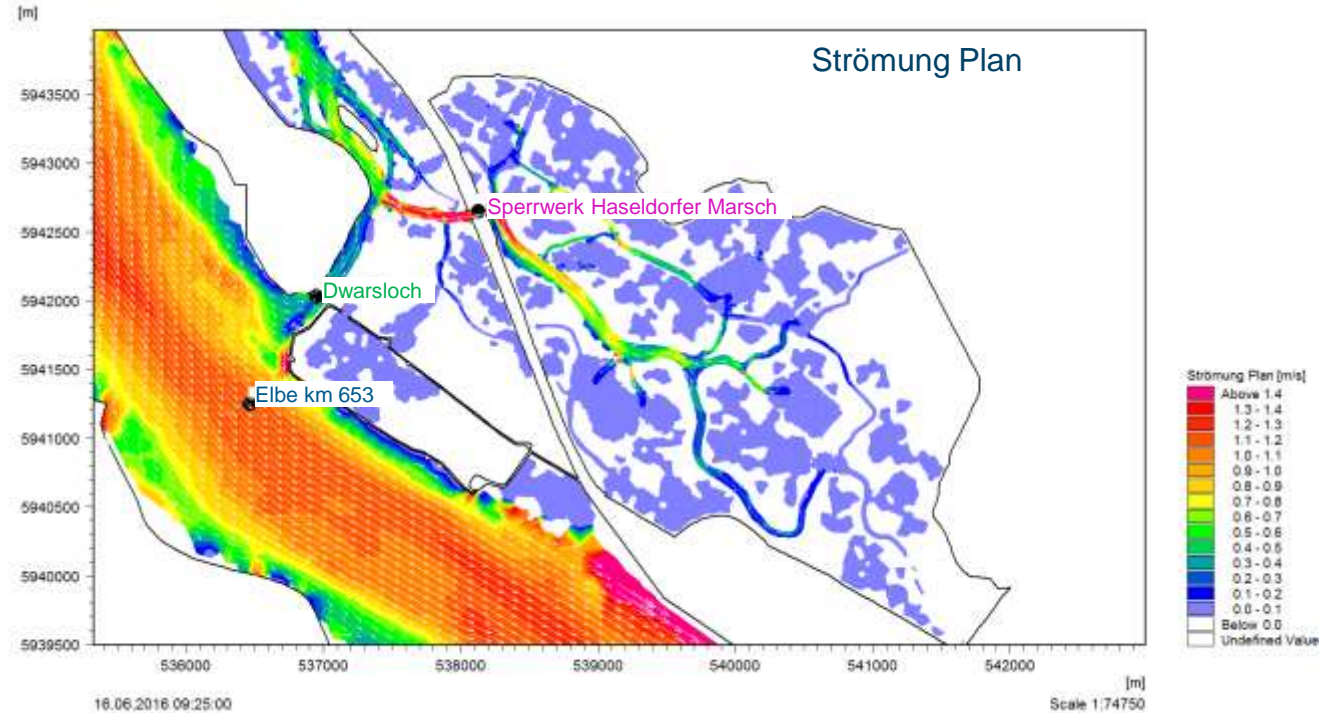 [m]
Strömung Plan
5943500
5943000
5942500
5942000
5941500
5941000
5940500
5940000
5939500
Sperrwerk Haseldorfer Marsch
Dwarsloch
Elbe km 653
536000 537000 538000 539000 540000 541000 542000
[m]
16.06.2016 09:25:00
Scale 1:74750
Strömung Plan [m/s]
Above 1.4
1.3 - 1.4
1.2 - 1.3
1.1 - 1.2
1.0 - 1.1
0.9 - 1.0
0.8 - 0.9
0.7 - 0.8
0.6 - 0.7
0.5 - 0.6
0.4 - 0.5
0.3 - 0.4
0.2 - 0.3
0.1 - 0.2
0.0 - 0.1
Below 0.0
Undefined Value